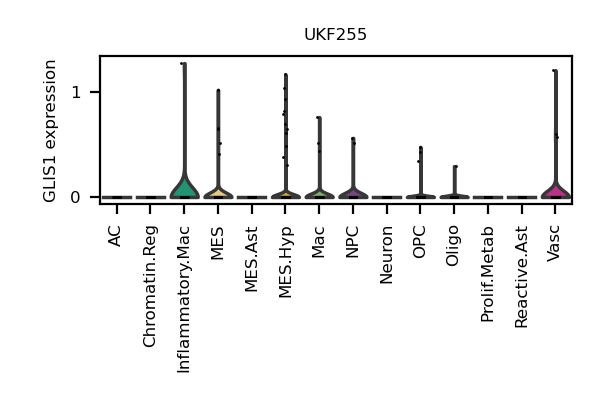 UKF255
GLIS1 expression
1
0
AC
Chromatin.Reg
Inflammatory.Mac
MES
MES.Ast
MES.Hyp
Mac
NPC
Neuron
OPC
Oligo
Prolif.Metab
Reactive.Ast
Vasc